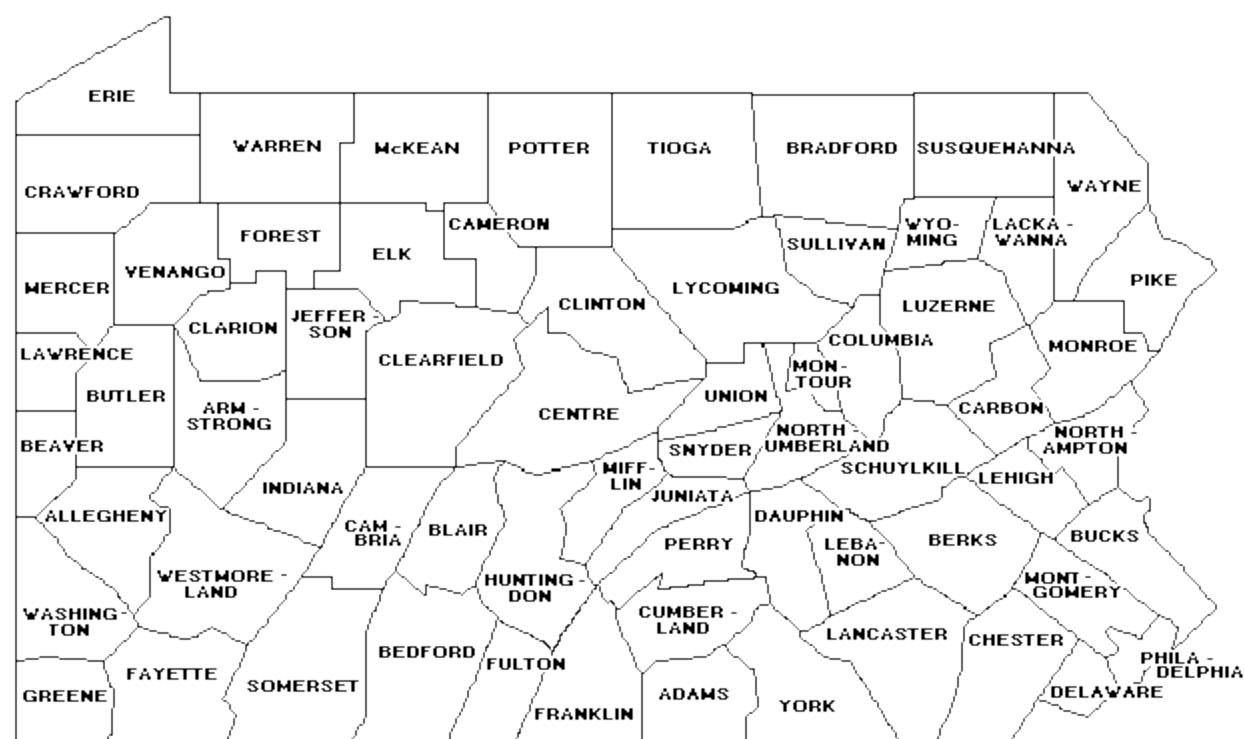 ERIE
WARREN
McKEAN
POTTER
TIOGA
BRADFORD
SUSQUEHANNA
WAYNE
CRAWFORD
FOREST
CAMERON
SULLIVAN
WYO-
MING
LACKA-
WANNA
ELK
VENANGO
MERCER
CLINTON
LYCOMING
PIKE
LUZERNE
CLARION
JEFFER-
SON
COLUMBIA
MONROE
LAWRENCE
CLEARFIELD
MON-
TOUR
BUTLER
UNION
CENTRE
CARBON
ARM-
STRONG
NORTH-
UMBERLAND
NORTH-
AMPTON
BEAVER
SNYDER
MIFF-
LIN
SCHUYLKILL
LEHIGH
INDIANA
JUNIATA
ALLEGHENY
CAM-
BRIA
BLAIR
DAUPHIN
PERRY
LEBA-
NON
BERKS
BUCKS
WESTMORE-
LAND
HUNTING-
DON
MONT-
GOMERY
WASHING-
TON
CUMBER-
LAND
LANCASTER
CHESTER
BEDFORD
FULTON
PHILA-
DELPHIA
FAYETTE
GREENE
SOMERSET
ADAMS
DELAWARE
FRANKLIN
YORK